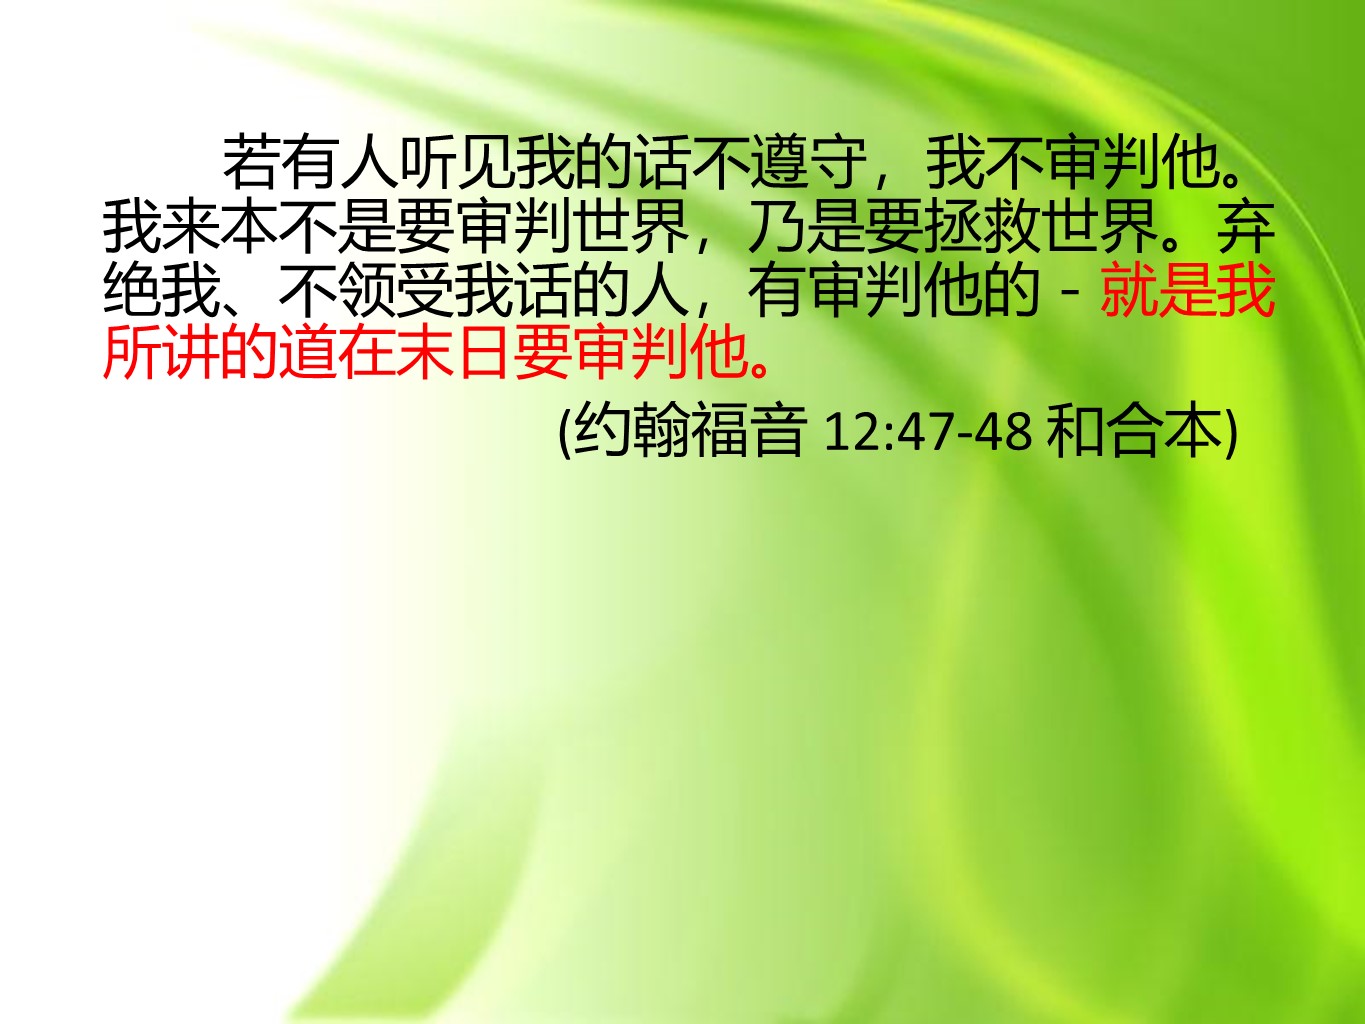 若有人听见我的话不遵守，我不审判他。
我来本不是要审判世界，乃是要拯救世界。弃
绝我、不领受我话的人，有审判他的 - 就是我
所讲的道在末日要审判他。
(约翰福音 12:47-48 和合本)